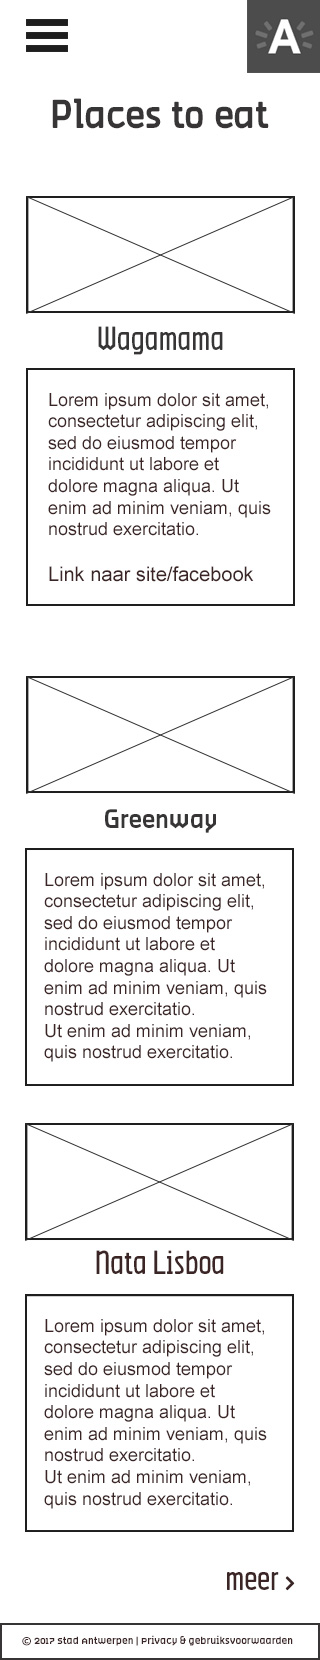 A
Places to eat
Wagamama
Lorem ipsum dolor sit amet,
consectetur adipiscing elit,
sed do eiusmod tempor
incididunt ut labore et
dolore magna aliqua. Ut
enim ad minim veniam, quis
nostrud exercitatio.
Link naar site/facebook
Greenway
Lorem ipsum dolor sit amet,
consectetur adipiscing elit,
sed do eiusmod tempor
incididunt ut labore et
dolore magna aliqua. Ut
enim ad minim veniam, quis
nostrud exercitatio.
Ut enim ad minim veniam,
quis nostrud exercitatio.
Nata Lisboa
Lorem ipsum dolor sit amet,
consectetur adipiscing elit,
sed do eiusmod tempor
incididunt ut labore et
dolore magna aliqua. Ut
enim ad minim veniam, quis
nostrud exercitatio.
Ut enim ad minim veniam,
quis nostrud exercitatio.
meer >
© 2017 Stad Antwerpen | Privacy & gebruiksvoorwaarden